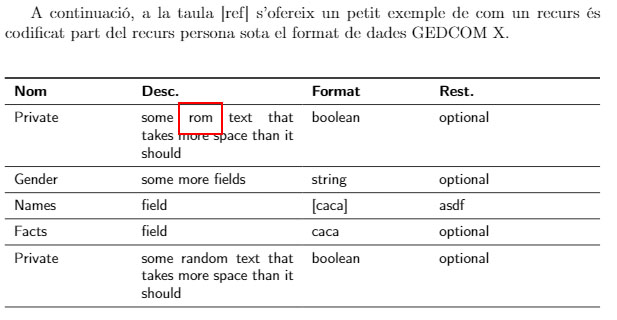 A continuació, a la taula [ref] s'ofereix un petit exemple de com un recurs és
codificat part del recurs persona sota el format de dades GEDCOM X.
Nom Desc. Format Rest.
Private some rom text that boolean optional
takes more space than it
should
Gender some more fields string optional
Names field [caca] asdf
Facts field caca optional
Private some random text that boolean optional
takes more space than it
should